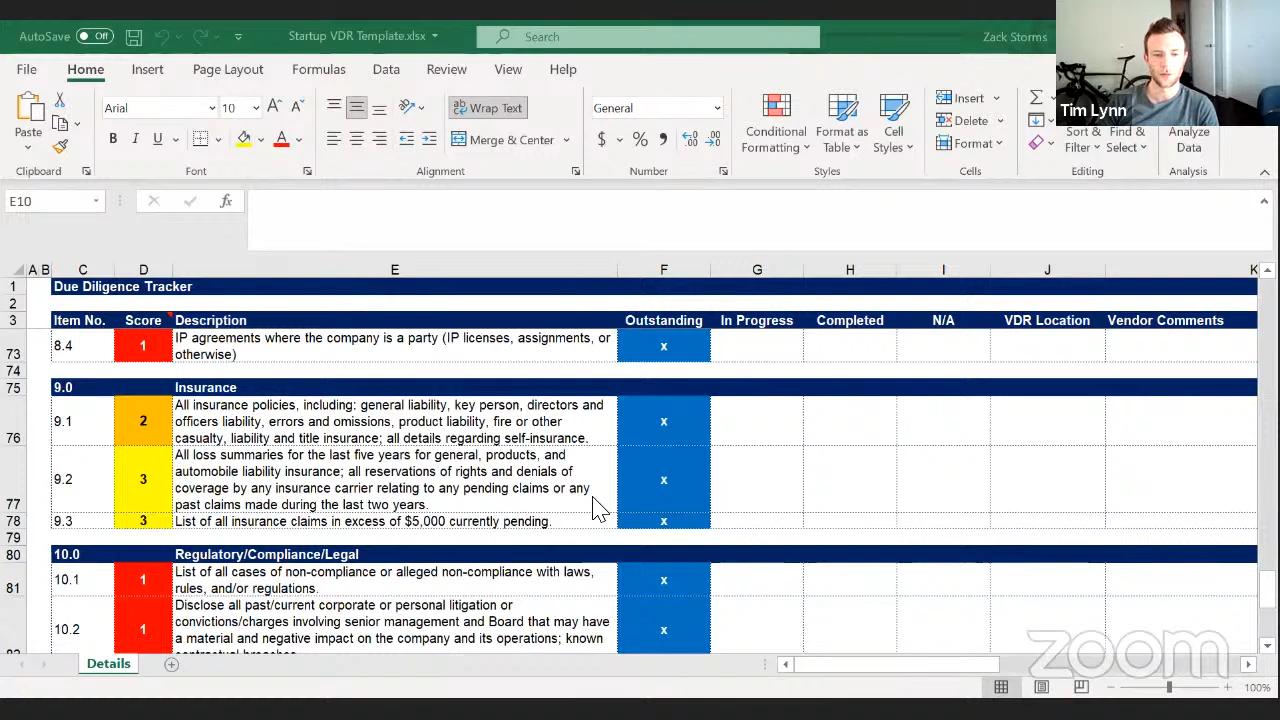 AutoSave Off Startup VDR Template.xlsx Search Zack Storms
File Home Insert Page Layout Formulas Data Review View Help
Paste
Arial 10
B I U
A
Wrap Text
Merge & Center
General
$ % 9
Conditional Formatting
Format as Table
Cell Styles
Insert
Delete
Format
Sort & Filter
Find & Select
Analyze Data
Tim Lynn
Clipboard Font Alignment Number Styles Cells Editing Analysis
E10 fx
A B C D E F G H I J K
1 Due Diligence Tracker
2
3 Item No. Score Description Outstanding In Progress Completed N/A VDR Location Vendor Comments
73 8.4 1 IP agreements where the company is a party (IP licenses, assignments, or x
otherwise)
74
75 9.0 Insurance
76 9.1 2 All insurance policies, including: general liability, key person, directors and x
officers liability, errors and omissions, product liability, fire or other
casualty, liability and title insurance; all details regarding self-insurance.
77 9.2 3 All loss summaries for the last five years for general, products, and x
automobile liability insurance; all reservations of rights and denials of
coverage by any insurance carrier relating to any pending claims or any
past claims made during the last two years.
78 9.3 3 List of all insurance claims in excess of $5,000 currently pending. x
79
80 10.0 Regulatory/Compliance/Legal
81 10.1 1 List of all cases of non-compliance or alleged non-compliance with laws, x
rules, and/or regulations.
10.2 1 Disclose all past/current corporate or personal litigation or x
convictions/charges involving senior management and Board that may have
a material and negative impact on the company and its operations; known
Details
zoom
100%